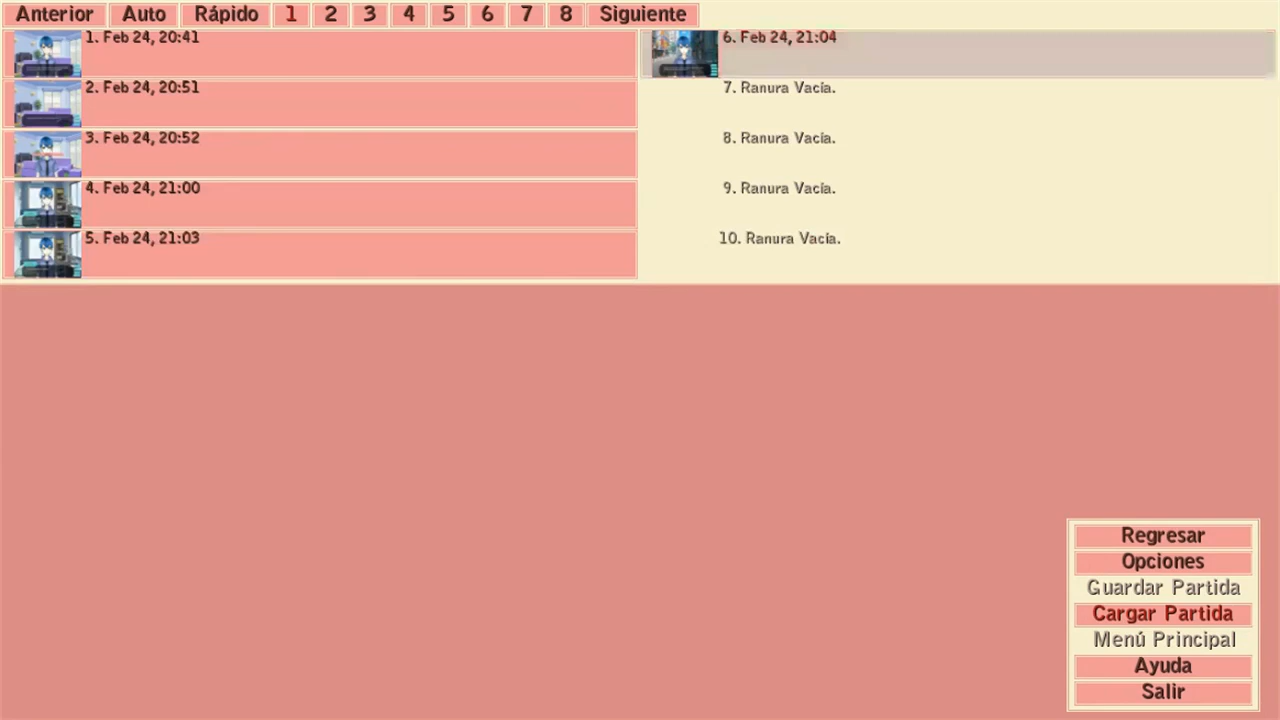 Anterior Auto Rápido 1 2 3 4 5 6 7 8 Siguiente
1. Feb 24, 20:41
2. Feb 24, 20:51
3. Feb 24, 20:52
4. Feb 24, 21:00
5. Feb 24, 21:03
6. Feb 24, 21:04
7. Ranura Vacía.
8. Ranura Vacía.
9. Ranura Vacía.
10. Ranura Vacía.
Regresar
Opciones
Guardar Partida
Cargar Partida
Menú Principal
Ayuda
Salir